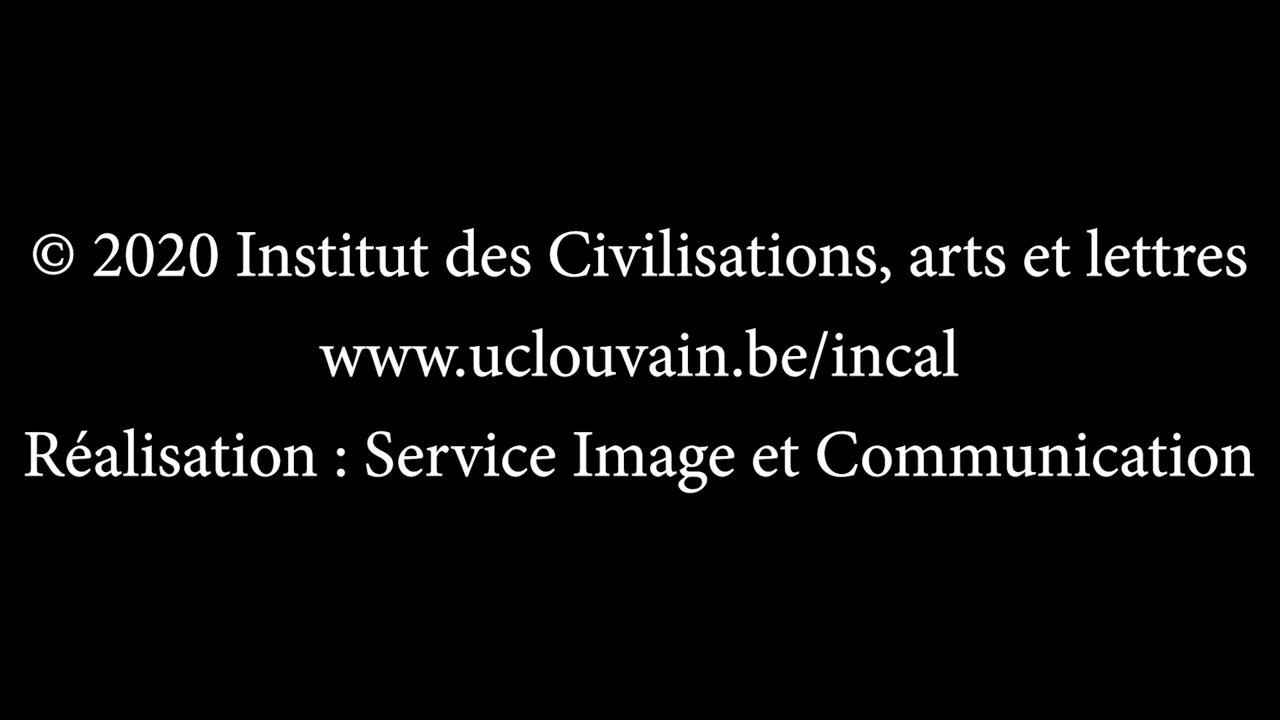 © 2020 Institut des Civilisations, arts et lettres
www.uclouvain.be/incal
Réalisation : Service Image et Communication